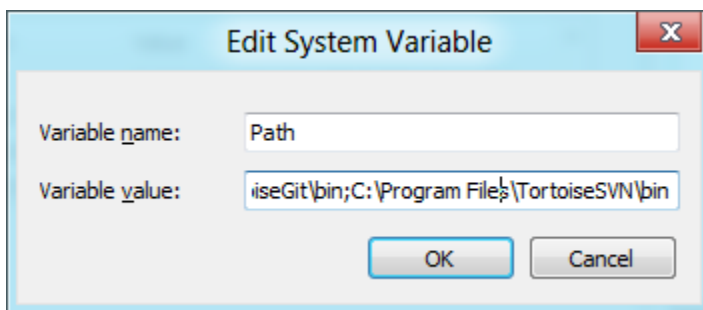 Edit System Variable
Variable name: Path
Variable value: iseGit\bin;C:\Program Files\TortoiseSVN\bin
OK Cancel